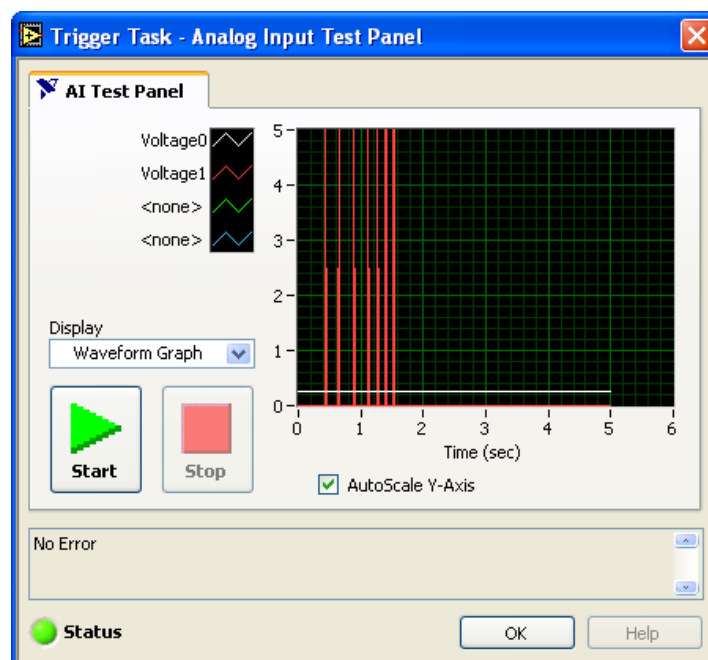 Trigger Task - Analog Input Test Panel
AI Test Panel
Voltage0
Voltage1
<none>
<none>
Display
Waveform Graph
Start
Stop
5
4
3
2
1
0
0 1 2 3 4 5 6
Time (sec)
AutoScale Y-Axis
No Error
Status
OK
Help